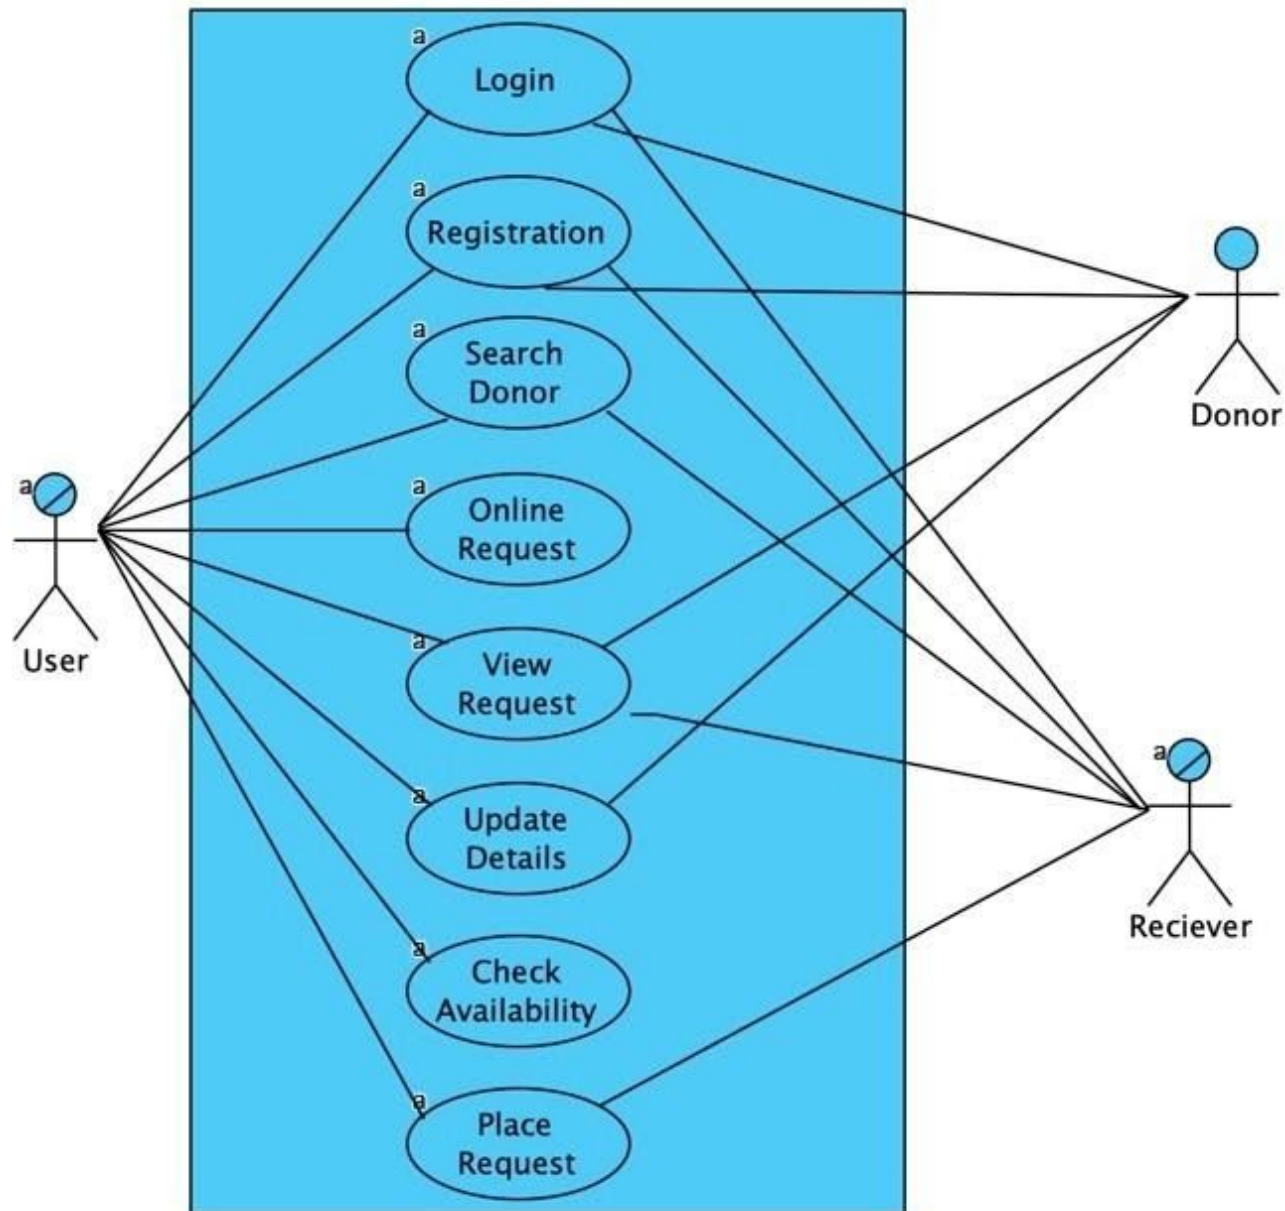 a
Login
a
Registration
a
Search
Donor
Donor
a
a
Online
Request
User
a
View
Request
a
a
Update
Details
Reciever
a
Check
Availability
a
Place
Request